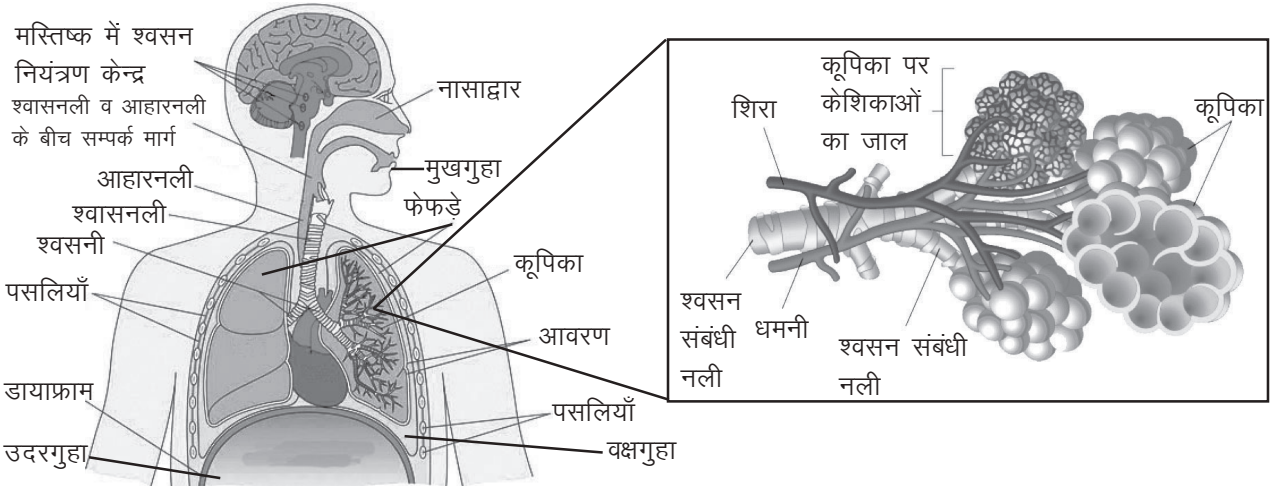 मस्तिष्क में श्वसन
नियंत्रण केन्द्र
श्वासनली व आहारनली
के बीच सम्पर्क मार्ग
आहारनली
श्वासनली
श्वसनी
पसलियाँ
डायाफ्राम
उदरगुहा
नासाद्वार
मुखगुहा
फेफड़े
कूपिका
आवरण
पसलियाँ
वक्षगुहा
कूपिका पर
केशिकाओं
का जाल
शिरा
कूपिका
श्वसन
संबंधी
नली
धमनी
श्वसन संबंधी
नली